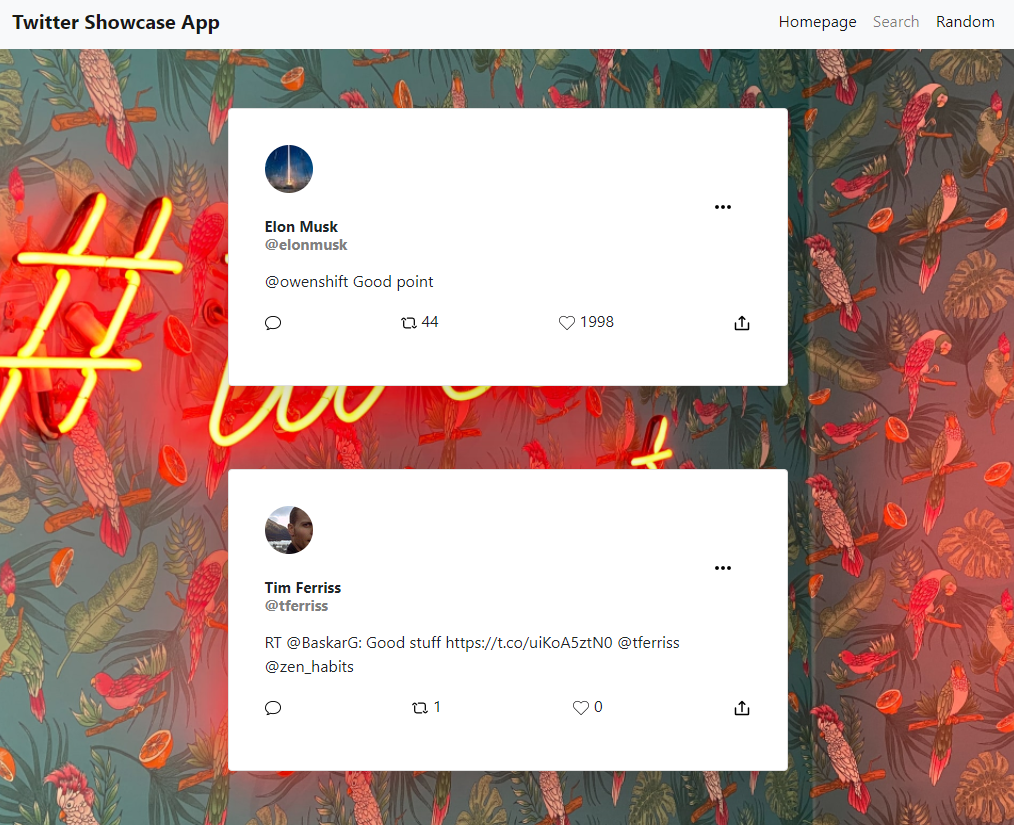 Twitter Showcase App
Homepage Search Random
Elon Musk
@elonmusk
@owenshift Good point
44 1998
Tim Ferriss
@tferriss
RT @BaskarG: Good stuff https://t.co/uiKoA5ztN0 @tferriss
@zen_habits
1 0